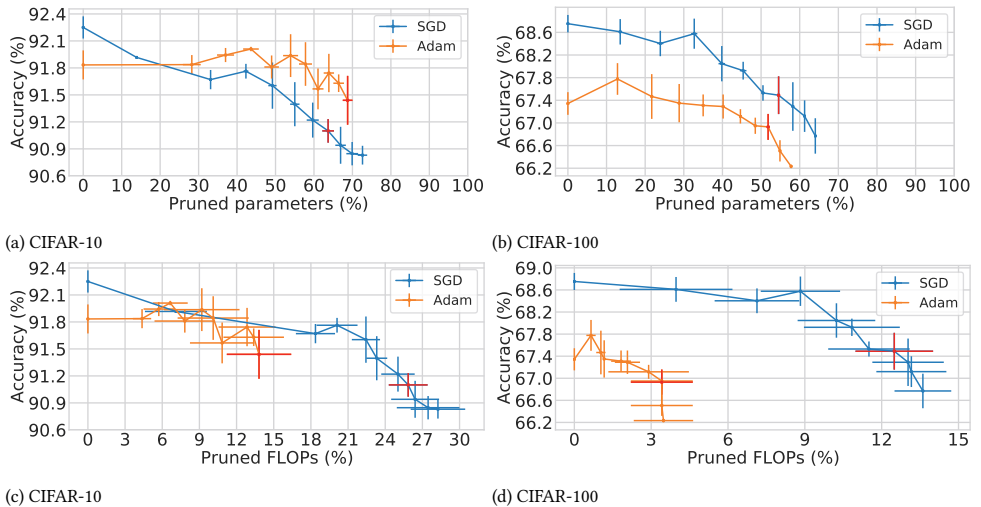 92.4
92.1
91.8
91.5
91.2
90.9
90.6
Accuracy (%)
SGD
Adam
0 10 20 30 40 50 60 70 80 90 100
Pruned parameters (%)
(a) CIFAR-10
68.6
68.2
67.8
67.4
67.0
66.6
66.2
Accuracy (%)
SGD
Adam
0 10 20 30 40 50 60 70 80 90 100
Pruned parameters (%)
(b) CIFAR-100
92.4
92.1
91.8
91.5
91.2
90.9
90.6
Accuracy (%)
SGD
Adam
0 3 6 9 12 15 18 21 24 27 30
Pruned FLOPs (%)
(c) CIFAR-10
69.0
68.6
68.2
67.8
67.4
67.0
66.6
66.2
Accuracy (%)
SGD
Adam
0 3 6 9 12 15
Pruned FLOPs (%)
(d) CIFAR-100